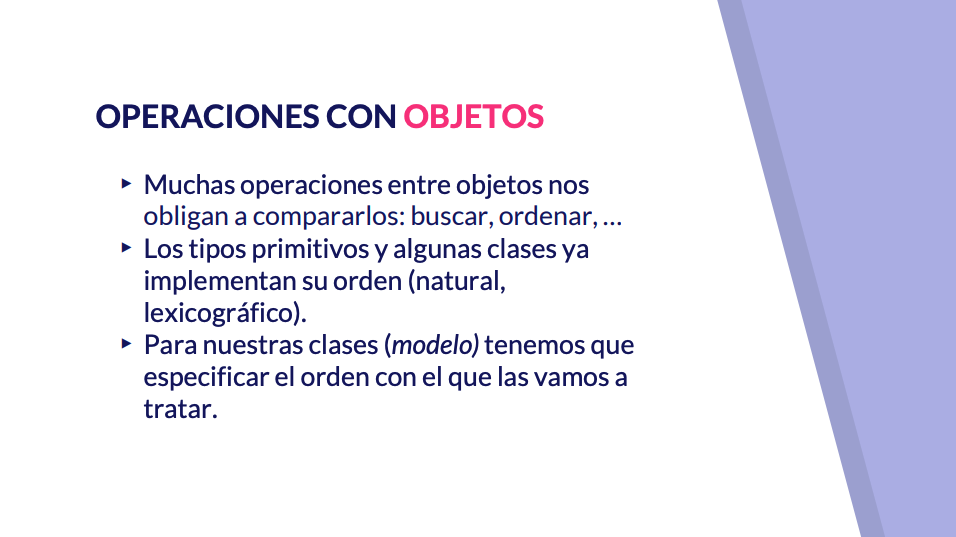 OPERACIONES CON OBJETOS
▸ Muchas operaciones entre objetos nos
obligan a compararlos: buscar, ordenar, …
▸ Los tipos primitivos y algunas clases ya
implementan su orden (natural,
lexicográfico).
▸ Para nuestras clases (modelo) tenemos que
especificar el orden con el que las vamos a
tratar.